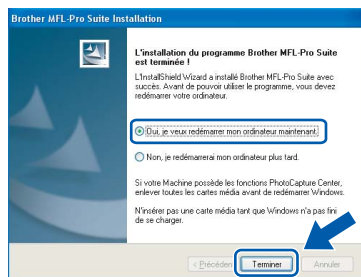 Brother MFL-Pro Suite Installation
L'installation du programme Brother MFL-Pro Suite
est terminée !
L'InstallShield Wizard a installé Brother MFL-Pro Suite avec
succès. Avant de pouvoir utiliser le programme, vous devez
redémarrer votre ordinateur.
Oui, je veux redémarrer mon ordinateur maintenant.
Non, je redémarrerai mon ordinateur plus tard.
Si votre Machine possède les fonctions PhotoCapture Center,
enlever toutes les cartes média avant de redémarrer Windows.
N'insérer pas une carte média tant que Windows n'a pas fini
de se charger.
< Précédent Terminer Annuler